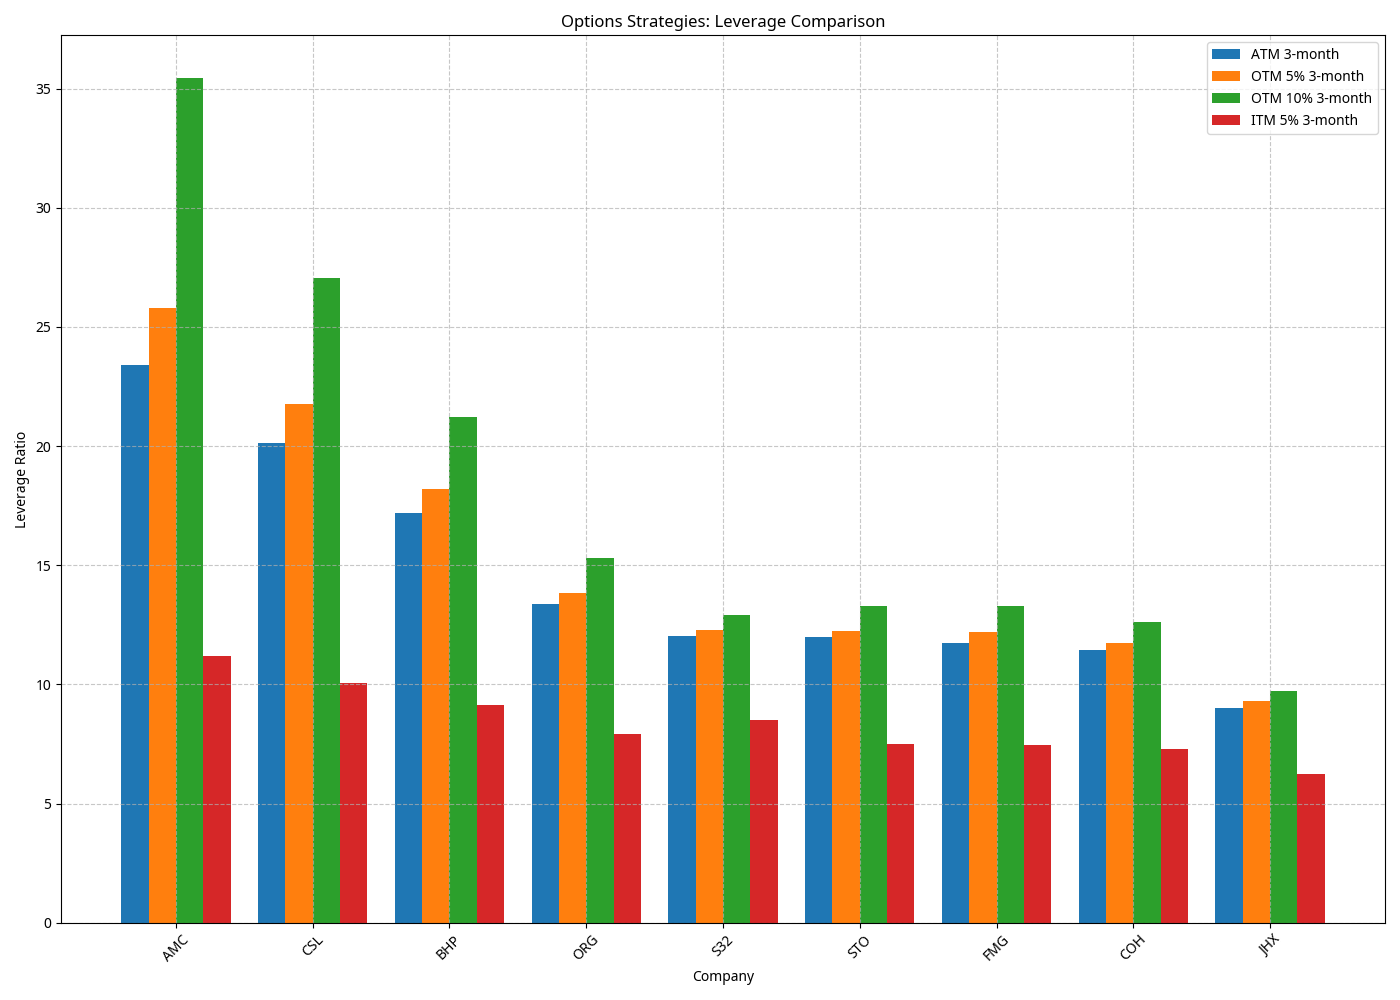 Options Strategies: Leverage Comparison
ATM 3-month
OTM 5% 3-month
OTM 10% 3-month
ITM 5% 3-month
Leverage Ratio
35
30
25
20
15
10
5
0
AMC
CSL
BHP
ORG
S32
STO
FMG
COH
JHX
Company